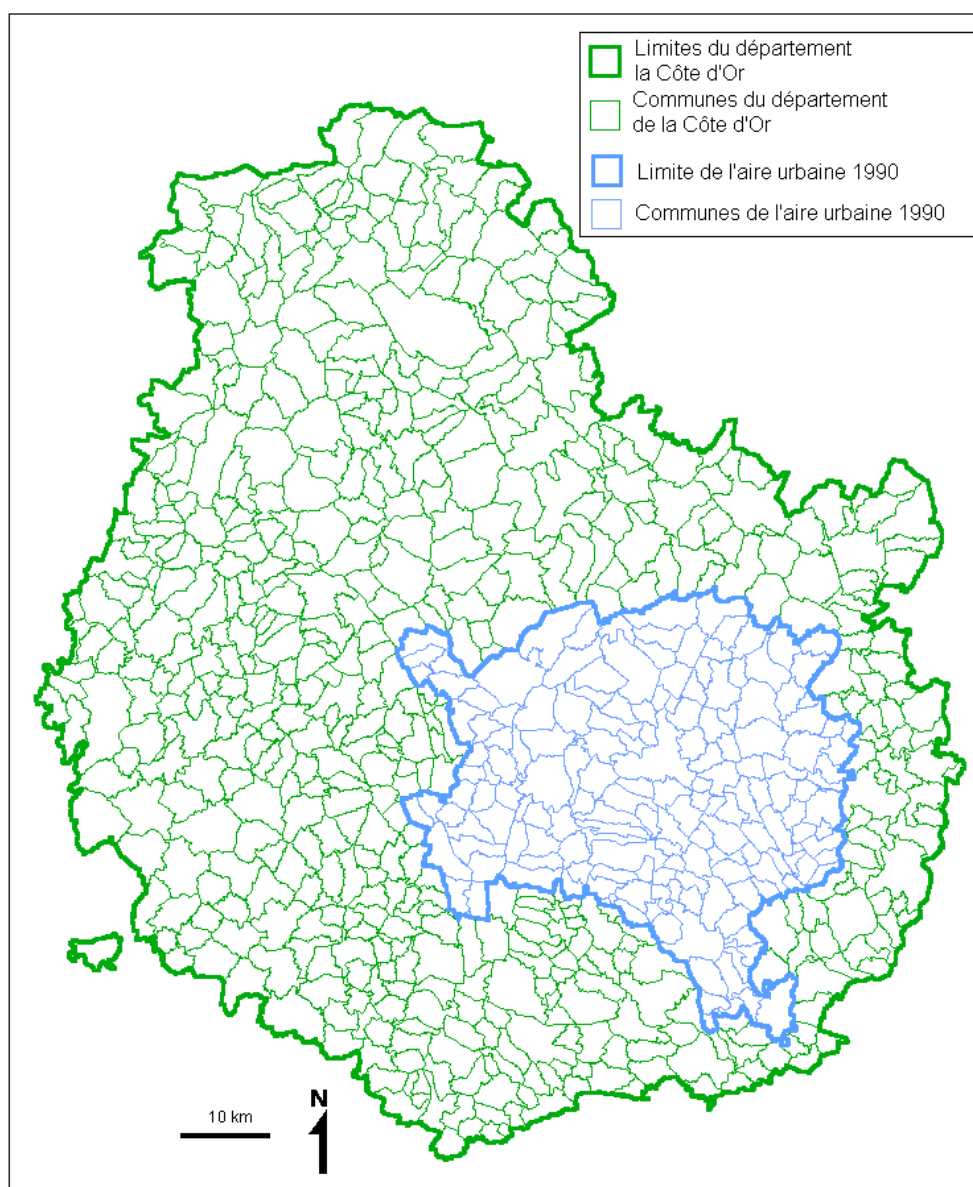 Limites du département
la Côte d'Or
Communes du département
de la Côte d'Or
Limite de l'aire urbaine 1990
Communes de l'aire urbaine 1990
10 km
N